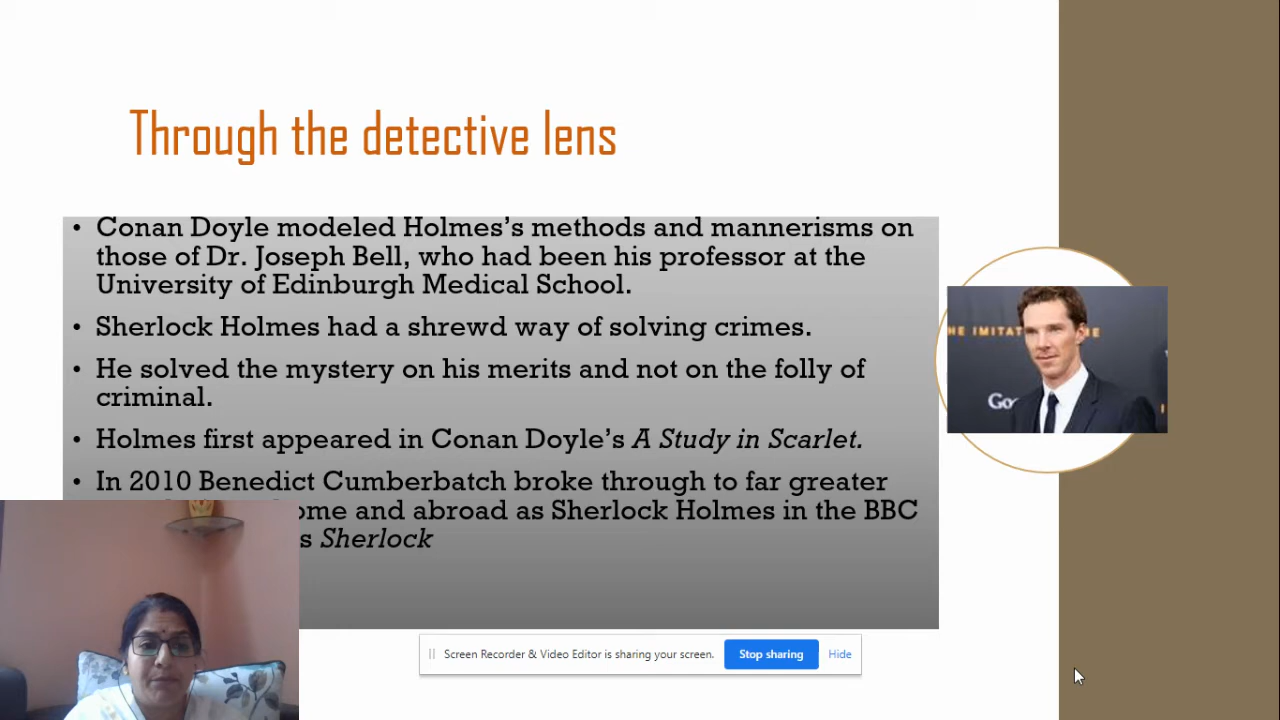 Through the detective lens
• Conan Doyle modeled Holmes's methods and mannerisms on
those of Dr. Joseph Bell, who had been his professor at the
University of Edinburgh Medical School.
• Sherlock Holmes had a shrewd way of solving crimes.
• He solved the mystery on his merits and not on the folly of
criminal.
• Holmes first appeared in Conan Doyle's A Study in Scarlet.
• In 2010 Benedict Cumberbatch broke through to far greater
ome and abroad as Sherlock Holmes in the BBC
s Sherlock
HE IMITAT ME
Goo
Screen Recorder & Video Editor is sharing your screen.
Stop sharing
Hide